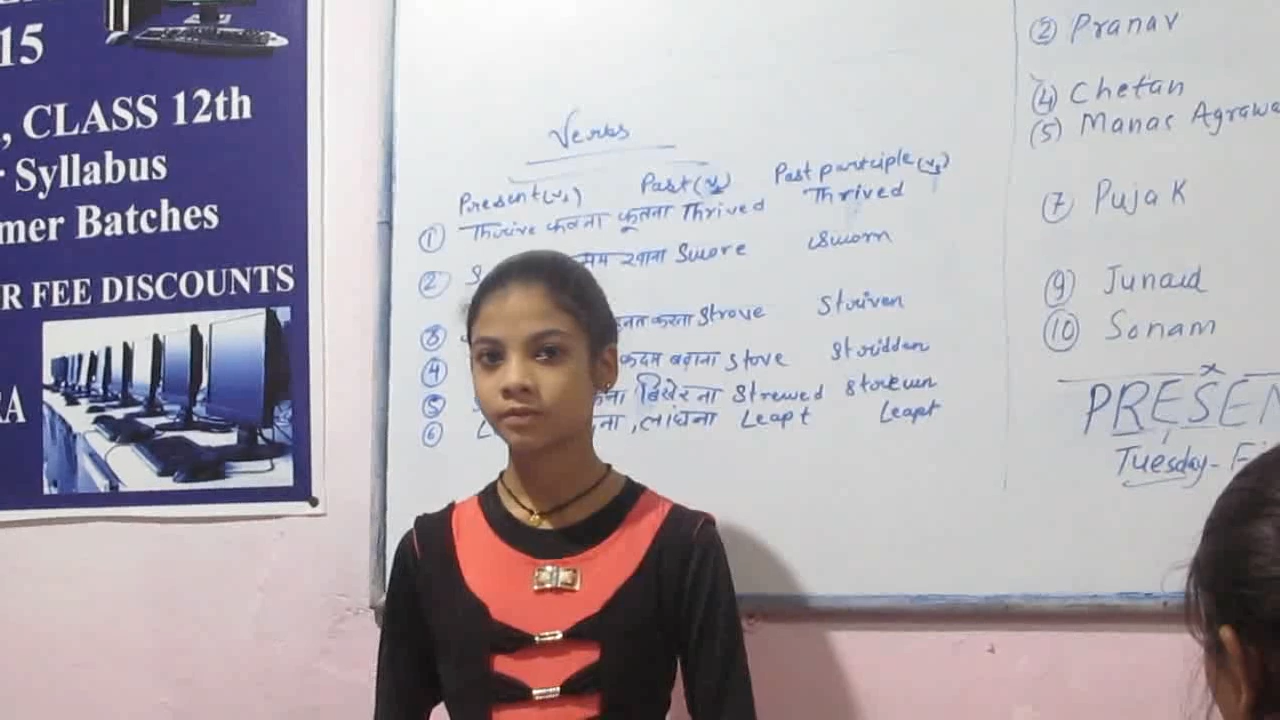 15
, CLASS 12th
r Syllabus
mer Batches
R FEE DISCOUNTS
Verbs
Present (V₁) Past (V₂) Past participle (V₃)
① Thrive फलना फूलना Thrived Thrived
② S खाना Swore Sworn
③ करना Strove Striven
④ कदम बढ़ाना Stove Stridden
⑤ बिखेरना Strewed Strewn
⑥ L लांघना Leapt Leapt
② Pranav
④ Chetan
⑤ Manas Agrawa
⑦ Puja K
⑨ Junaid
⑩ Sonam
PRESEN
Tuesday - F